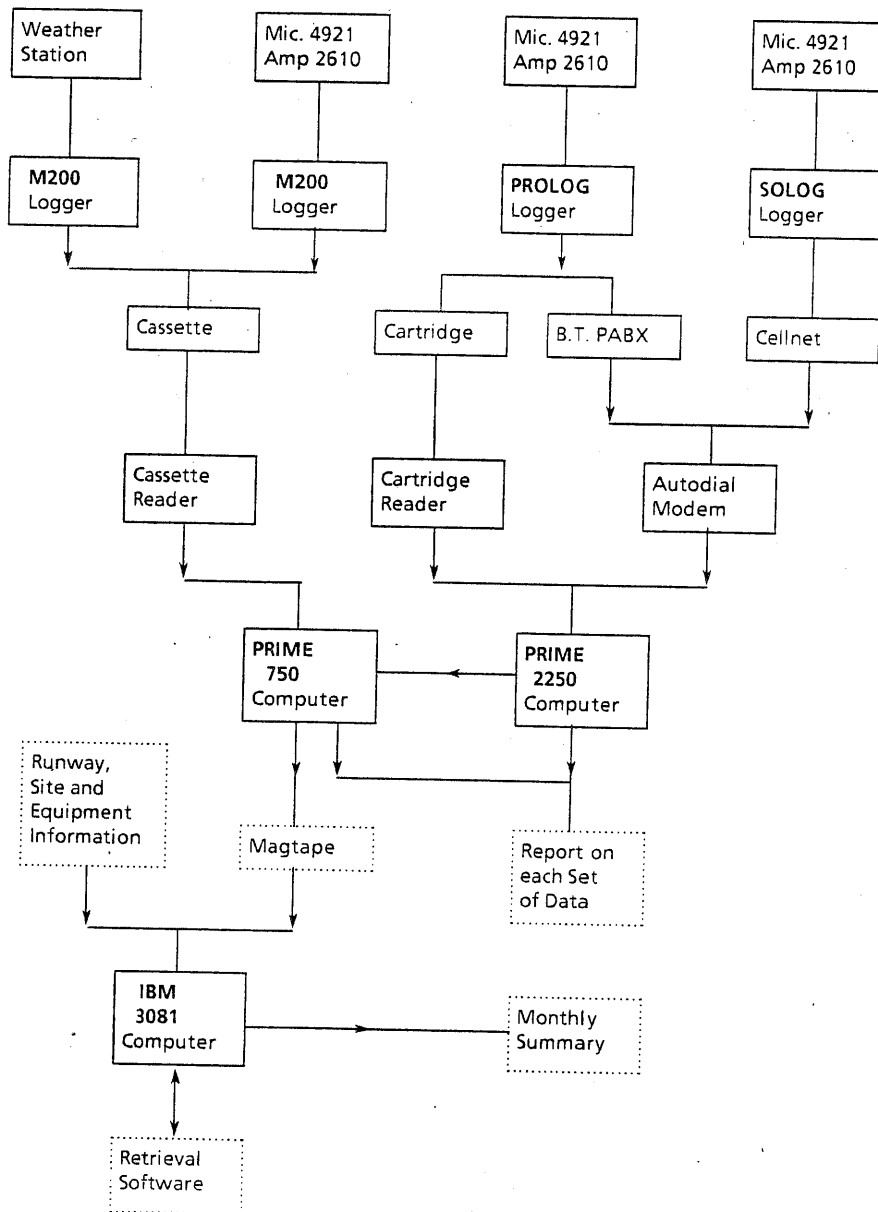 Weather
Station
Mic. 4921
Amp 2610
Mic. 4921
Amp 2610
Mic. 4921
Amp 2610
M200
Logger
M200
Logger
PROLOG
Logger
SOLOG
Logger
Cassette
Cartridge
B.T. PABX
Cellnet
Cassette
Reader
Cartridge
Reader
Autodial
Modem
PRIME
750
Computer
PRIME
2250
Computer
Runway,
Site and
Equipment
Information
Magtape
Report on
each Set
of Data
IBM
3081
Computer
Monthly
Summary
Retrieval
Software